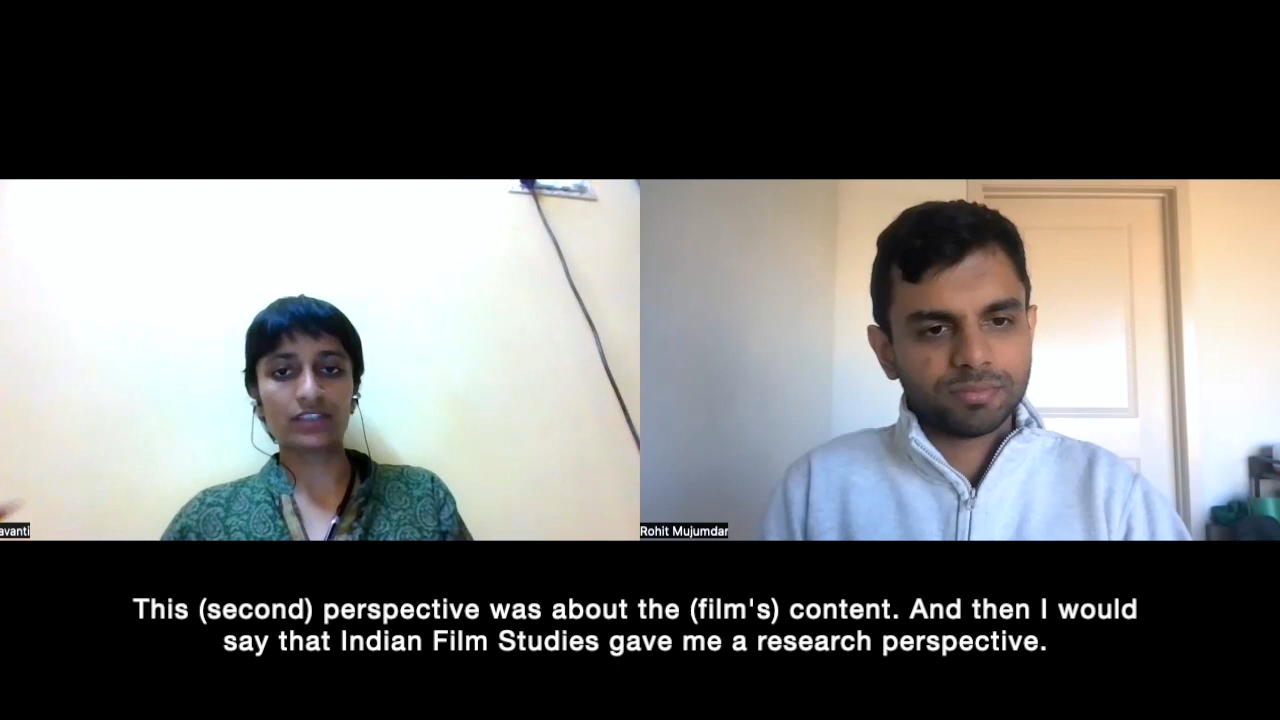 avanti
Rohit Mujumdar
This (second) perspective was about the (film's) content. And then I would
say that Indian Film Studies gave me a research perspective.